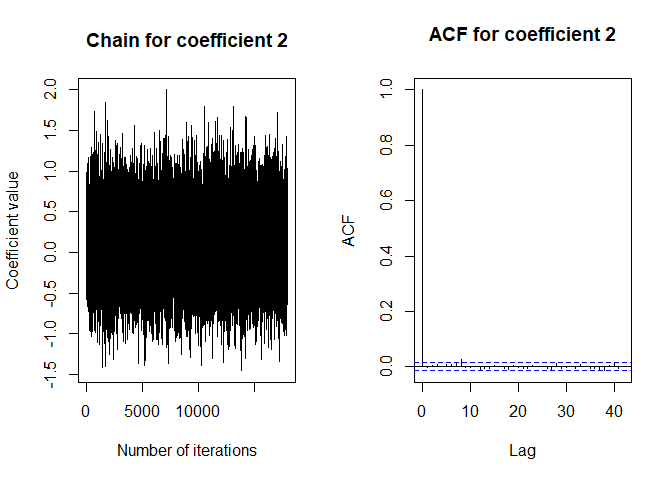 Chain for coefficient 2
Coefficient value
2.0
1.5
1.0
0.5
0.0
-0.5
-1.0
-1.5
0 5000 10000
Number of iterations
ACF for coefficient 2
ACF
1.0
0.8
0.6
0.4
0.2
0.0
0 10 20 30 40
Lag